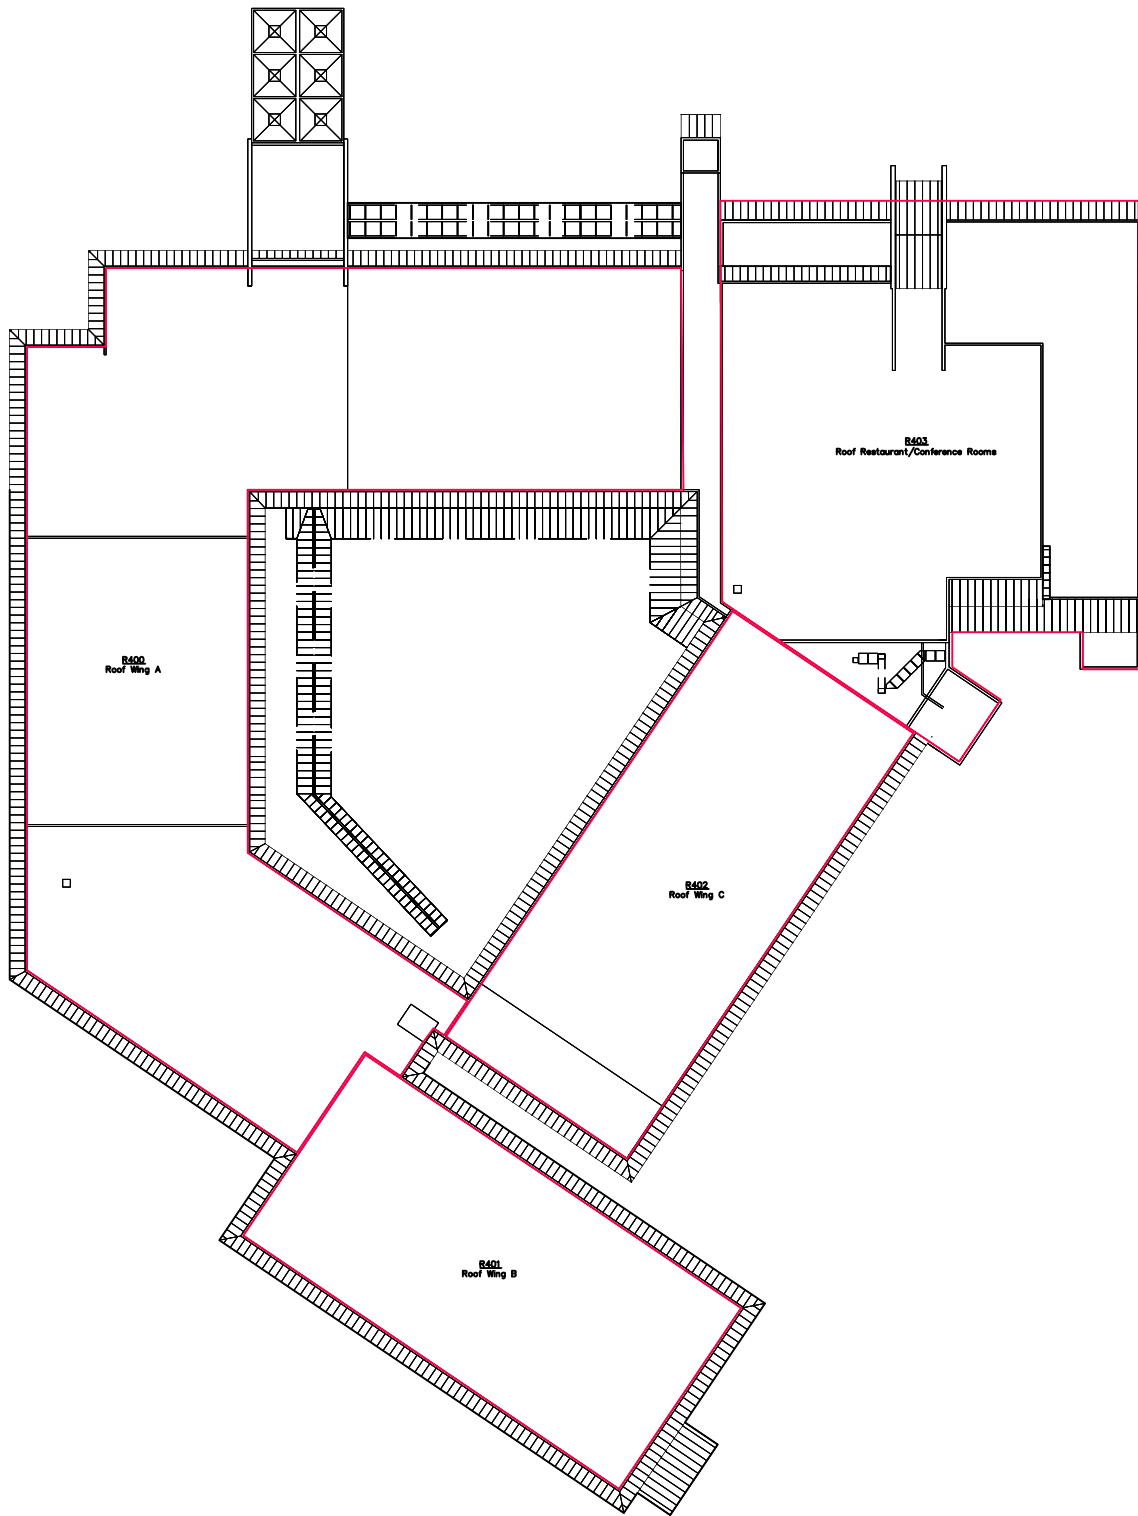 R403
Roof Restaurant/Conference Rooms
R400
Roof Wing A
R402
Roof Wing C
R401
Roof Wing B